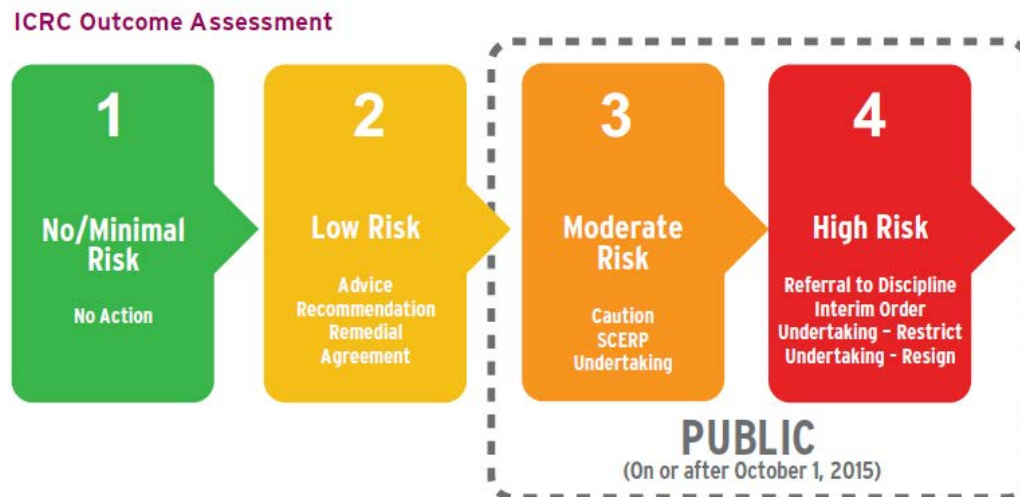 ICRC Outcome Assessment
1
No/Minimal
Risk
No Action
2
Low Risk
Advice
Recommendation
Remedial
Agreement
3
Moderate
Risk
Caution
SCERP
Undertaking
4
High Risk
Referral to Discipline
Interim Order
Undertaking – Restrict
Undertaking - Resign
PUBLIC
(On or after October 1, 2015)